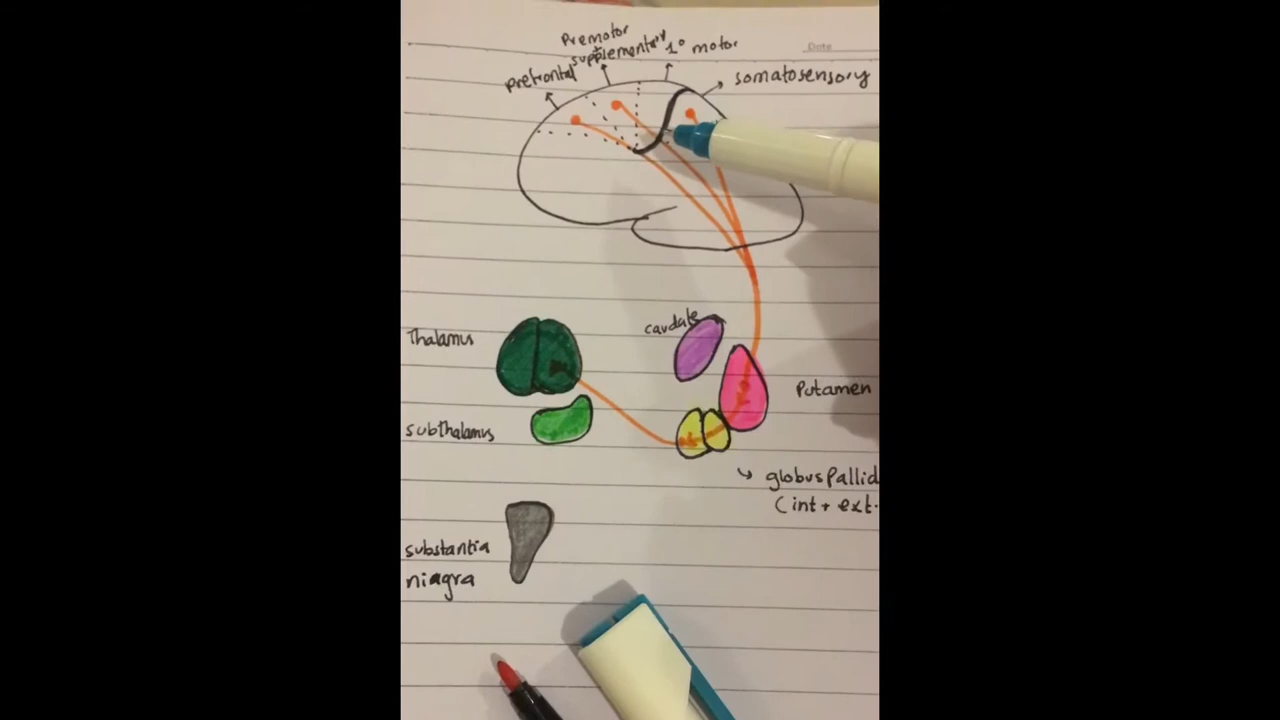 Date
Premotor
+
supplementary
1° motor
prefrontal
somatosensory
caudate
Thalamus
Putamen
subthalamus
globus Pallid
(int + ext.
substantia
niagra